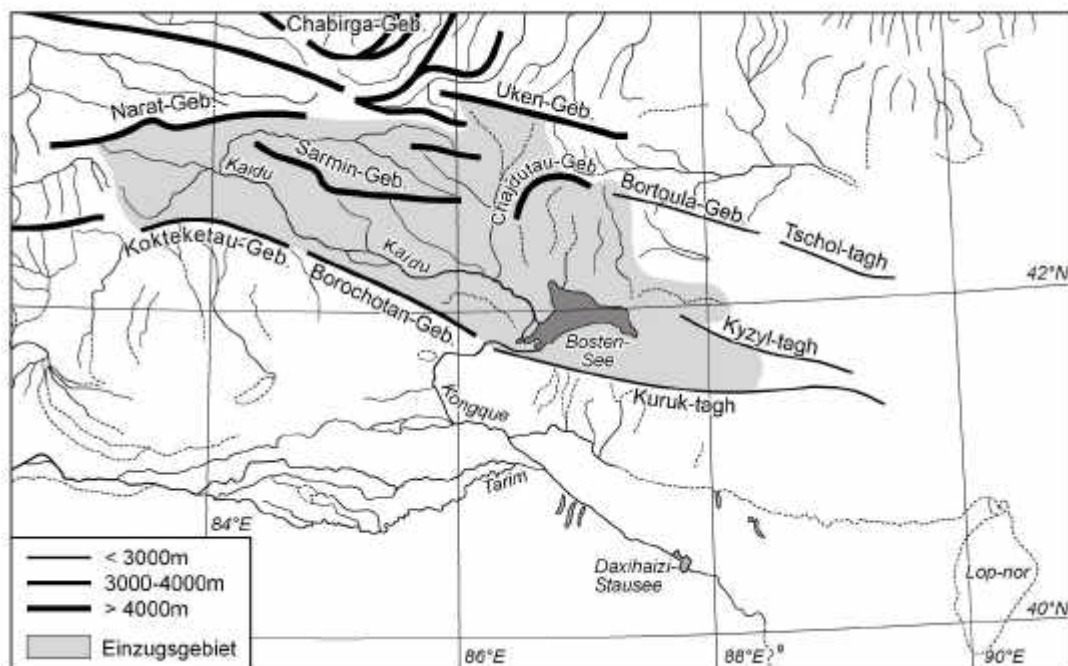 Chabirga-Geb.
Narat-Geb.
Uken-Geb.
Sarmin-Geb.
Kaidu
Chajdutau-Geb.
Bortoula-Geb.
Tschol-tagh
Kokteketau-Geb.
Kaidu
Borochotan-Geb.
42°N
Bosten-
See
Kyzyl-tagh
Kuruk-tagh
Kongque
Tarim
84°E
Daxihaizi-
Stausee
Lop-nor
< 3000m
3000-4000m
> 4000m
Einzugsgebiet
40°N
86°E
88°E
?
90°E